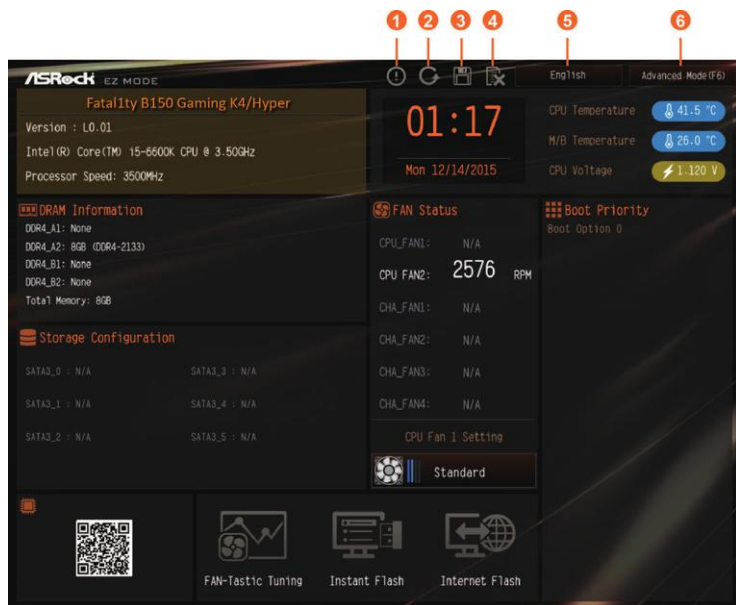 1 2 3 4 5 6
ASRock EZ MODE
English
Advanced Mode(F6)
Fatal1ty B150 Gaming K4/Hyper
Version : L0.01
Intel(R) Core(TM) i5-6600K CPU @ 3.50GHz
Processor Speed: 3500MHz
01:17
Mon 12/14/2015
CPU Temperature 41.5 °C
M/B Temperature 26.0 °C
CPU Voltage 1.120 V
DRAM Information
DDR4_A1: None
DDR4_A2: 8GB (DDR4-2133)
DDR4_B1: None
DDR4_B2: None
Total Memory: 8GB
Storage Configuration
SATA3_0 : N/A SATA3_3 : N/A
SATA3_1 : N/A SATA3_4 : N/A
SATA3_2 : N/A SATA3_5 : N/A
FAN Status
CPU_FAN1: N/A
CPU FAN2: 2576 RPM
CHA_FAN1: N/A
CHA_FAN2: N/A
CHA_FAN3: N/A
CHA_FAN4: N/A
CPU Fan 1 Setting
Standard
Boot Priority
Boot Option 0
FAN-Tastic Tuning
Instant Flash
Internet Flash